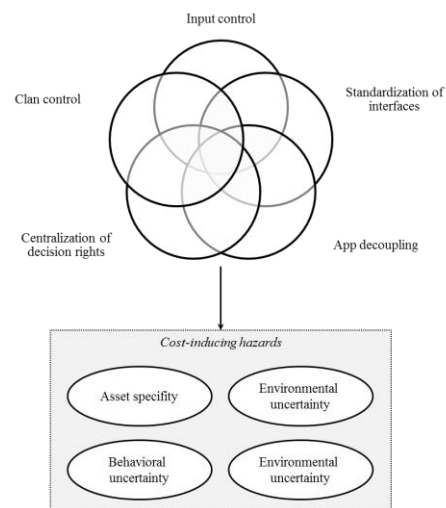 Input control
Clan control
Standardization of
interfaces
Centralization of
decision rights
App decoupling
Cost-inducing hazards
Asset specifity
Environmental
uncertainty
Behavioral
uncertainty
Environmental
uncertainty